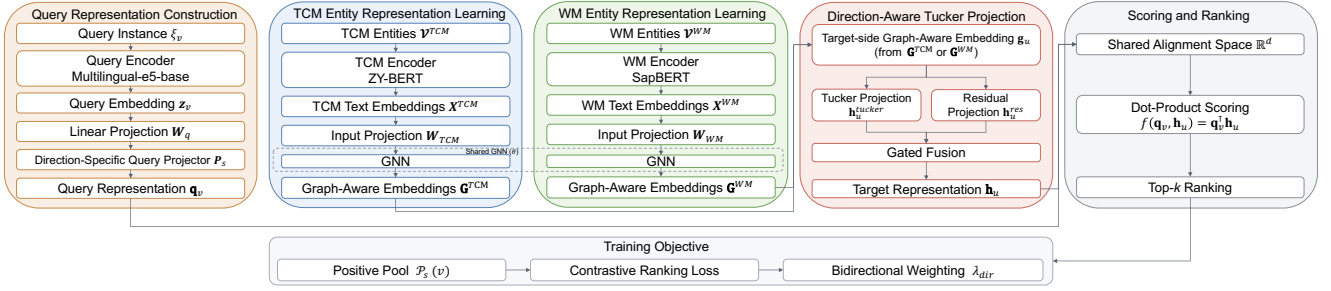 Query Representation Construction
Query Instance ξᵥ
Query Encoder
Multilingual-e5-base
Query Embedding 𝒛ᵥ
Linear Projection 𝑾_q
Direction-Specific Query Projector 𝑷ₛ
Query Representation 𝐪ᵥ
TCM Entity Representation Learning
TCM Entities 𝓥^TCM
TCM Encoder
ZY-BERT
TCM Text Embeddings 𝑿^TCM
Input Projection 𝑾_TCM
Shared GNN (θ)
GNN
Graph-Aware Embeddings 𝐆^TCM
WM Entity Representation Learning
WM Entities 𝓥^WM
WM Encoder
SapBERT
WM Text Embeddings 𝑿^WM
Input Projection 𝑾_WM
GNN
Graph-Aware Embeddings 𝐆^WM
Direction-Aware Tucker Projection
Target-side Graph-Aware Embedding 𝐠ᵤ
(from 𝐆^TCM or 𝐆^WM)
Tucker Projection
𝐡ᵤ^tucker
Residual
Projection 𝐡ᵤ^res
Gated Fusion
Target Representation 𝐡ᵤ
Scoring and Ranking
Shared Alignment Space ℝ^d
Dot-Product Scoring
f(𝐪ᵥ, 𝐡ᵤ) = 𝐪ᵥ^⊤𝐡ᵤ
Top-k Ranking
Training Objective
Positive Pool 𝒫ₛ(v)
Contrastive Ranking Loss
Bidirectional Weighting λ_dir